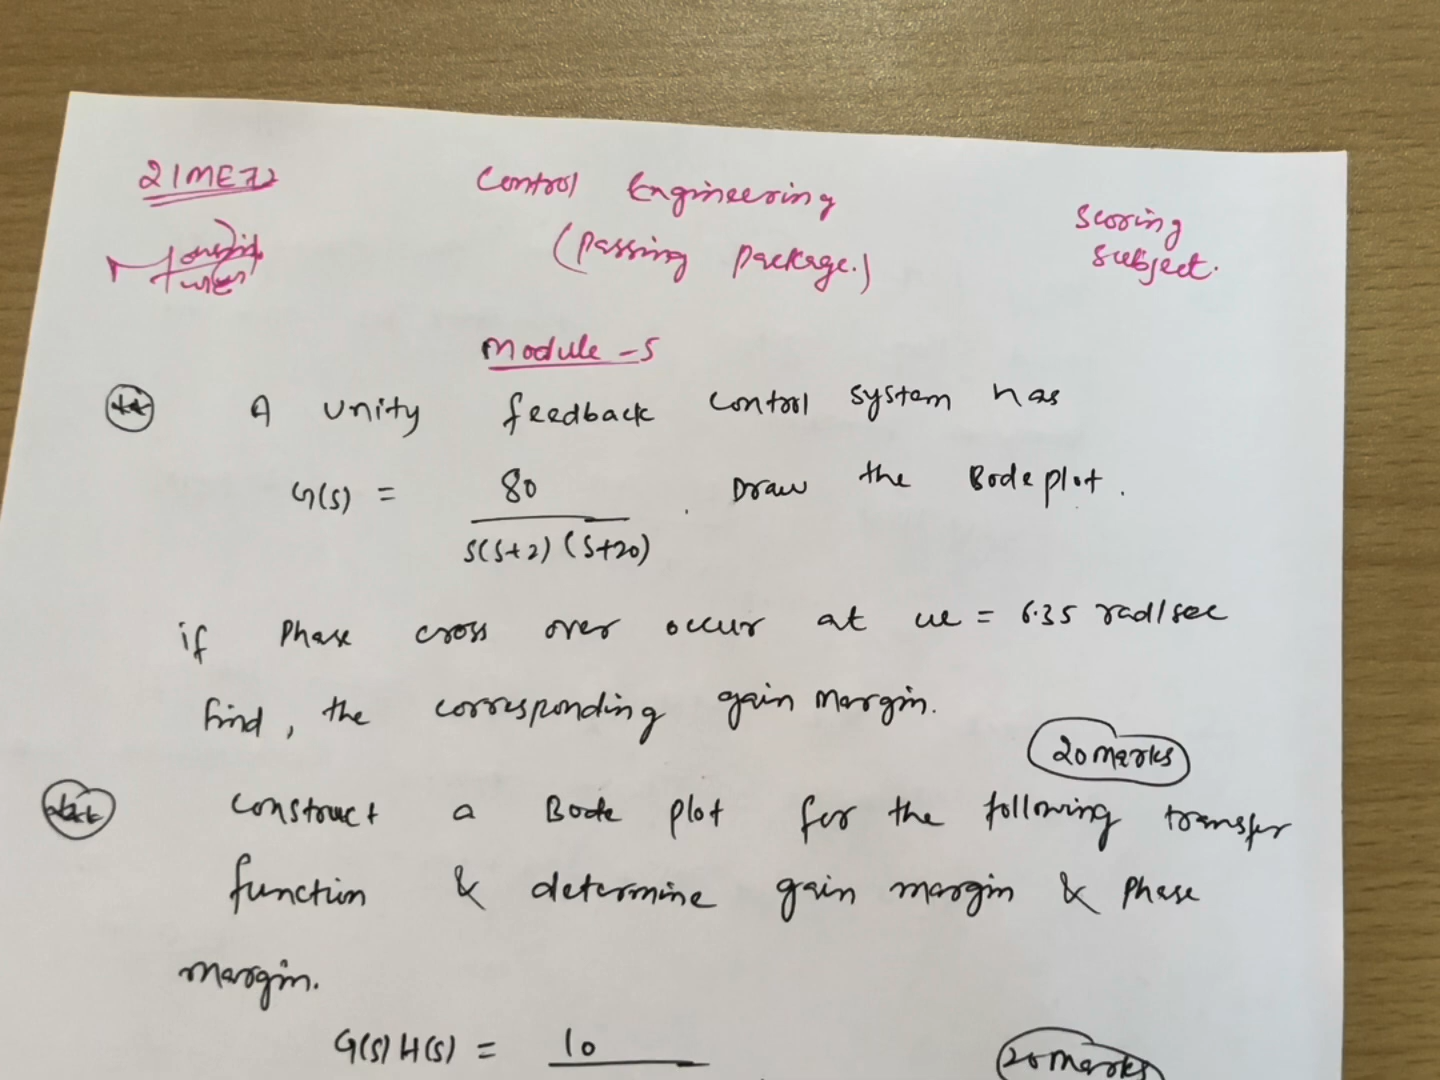 21ME72
Control Engineering
(Passing Package.)
Scoring
Subject.
Module - 5
** A unity feedback control system has
G(s) = 80 / s(s+2)(s+20) . Draw the Bode plot.
if Phase cross over occur at ωc = 6.35 rad/sec
find, the corresponding gain margin.
20 marks
Construct a Bode plot for the following transfer
function & determine gain margin & Phase
margin.
G(s)H(s) = 10
20 marks